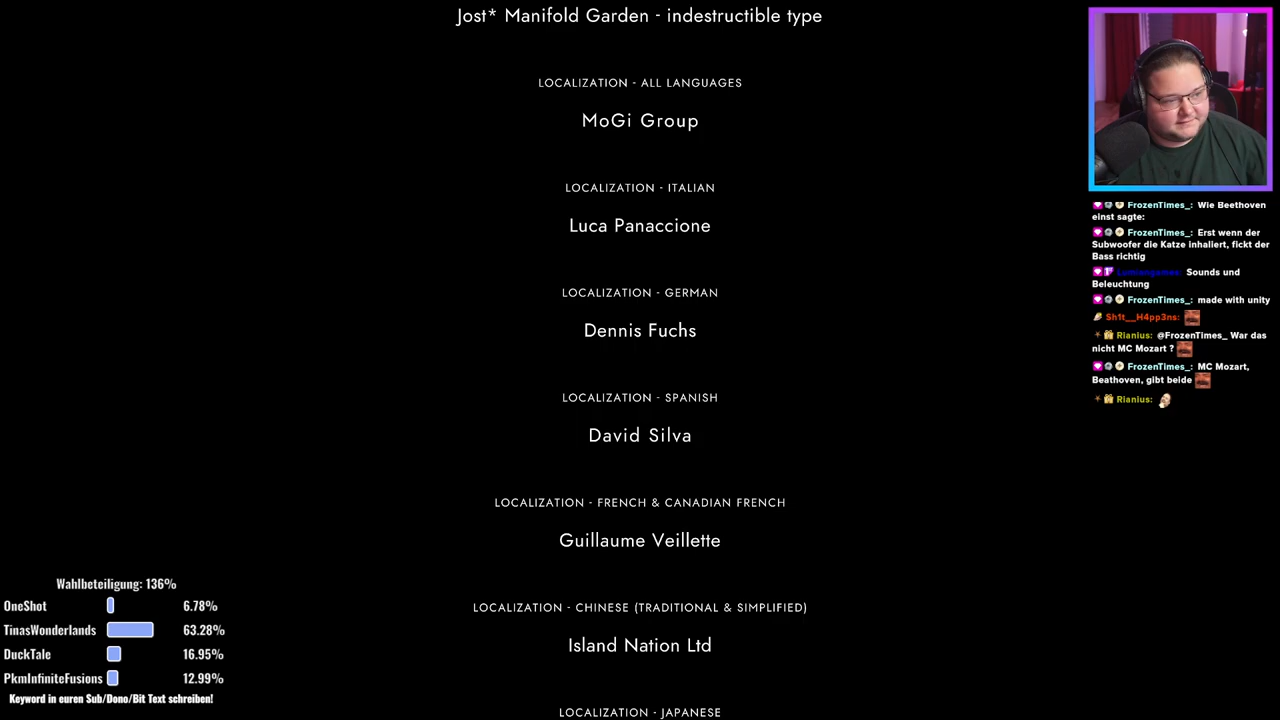 Jost* Manifold Garden - indestructible type
LOCALIZATION - ALL LANGUAGES
MoGi Group
LOCALIZATION - ITALIAN
Luca Panaccione
LOCALIZATION - GERMAN
Dennis Fuchs
LOCALIZATION - SPANISH
David Silva
LOCALIZATION - FRENCH & CANADIAN FRENCH
Guillaume Veillette
LOCALIZATION - CHINESE (TRADITIONAL & SIMPLIFIED)
Island Nation Ltd
LOCALIZATION - JAPANESE
Wahlbeteiligung: 136%
OneShot 6.78%
TinasWonderlands 63.28%
DuckTale 16.95%
PkmInfiniteFusions 12.99%
Keyword in euren Sub/Dono/Bit Text schreiben!
FrozenTimes_: Wie Beethoven
einst sagte:
FrozenTimes_: Erst wenn der
Subwoofer die Katze inhaliert, fickt der
Bass richtig
Sounds und
Beleuchtung
FrozenTimes_: made with unity
Sh1t__H4pp3ns:
Rianius: @FrozenTimes_ War das
nicht MC Mozart ?
FrozenTimes_: MC Mozart,
Beathoven, gibt beide
Rianius: